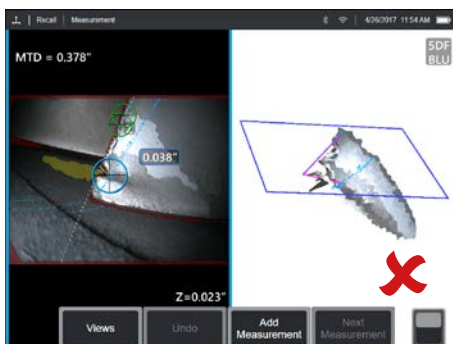 Recall Measurement 4/26/2017 11:54 AM
MTD = 0.378"
5DF
BLU
0.038"
Z=0.023"
Views
Undo
Add
Measurement
Next
Measurement